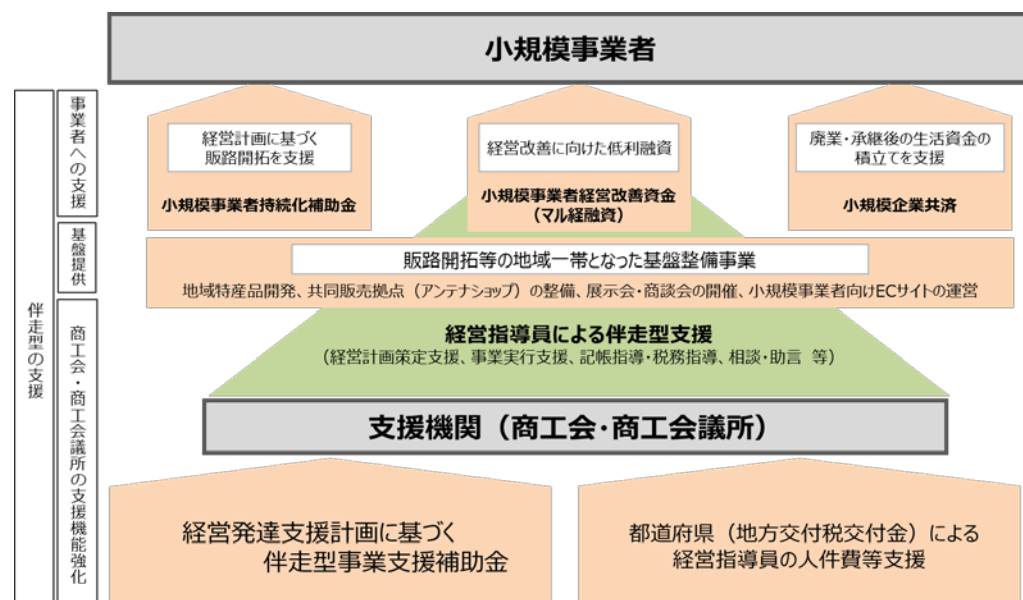 小規模事業者
伴走型の支援
事業者への支援
経営計画に基づく
販路開拓を支援
小規模事業者持続化補助金
経営改善に向けた低利融資
小規模事業者経営改善資金
（マル経融資）
廃業・承継後の生活資金の
積立てを支援
小規模企業共済
基盤提供
販路開拓等の地域一帯となった基盤整備事業
地域特産品開発、共同販売拠点（アンテナショップ）の整備、展示会・商談会の開催、小規模事業者向けECサイトの運営
商工会・商工会議所の支援機能強化
経営指導員による伴走型支援
（経営計画策定支援、事業実行支援、記帳指導・税務指導、相談・助言 等）
支援機関（商工会・商工会議所）
経営発達支援計画に基づく
伴走型事業支援補助金
都道府県（地方交付税交付金）による
経営指導員の人件費等支援